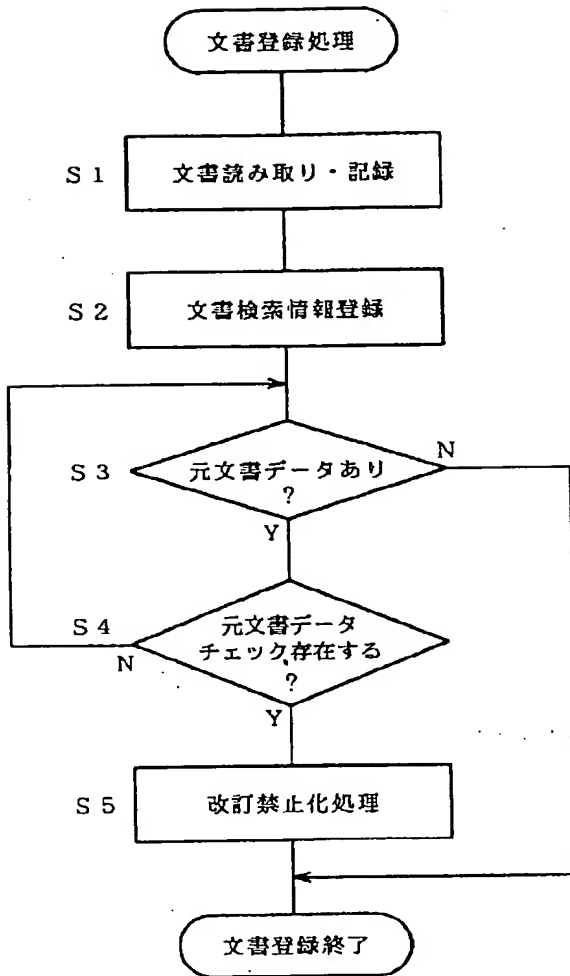 文書登録処理
S1
文書読み取り・記録
S2
文書検索情報登録
S3
元文書データあり
?
N
Y
S4
元文書データ
チェック,存在する
?
N
Y
S5
改訂禁止化処理
文書登録終了